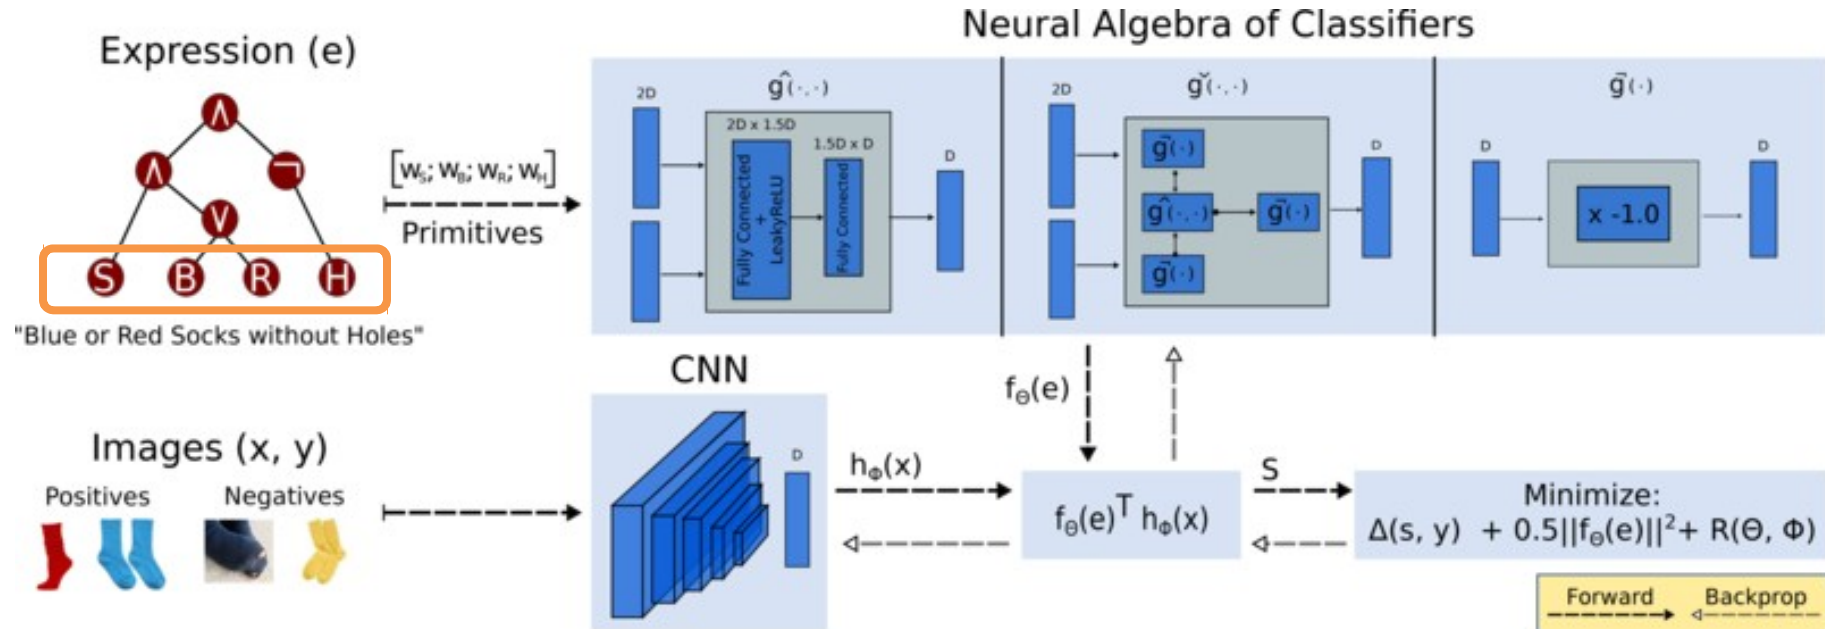 Neural Algebra of Classifiers
Expression (e)
∧
∧ ¬
∨
S B R H
"Blue or Red Socks without Holes"
[w_S; w_B; w_R; w_H]
Primitives
ĝ(·,·)
2D
2D x 1.5D
Fully Connected
+
LeakyReLU
1.5D x D
Fully Connected
D
ǧ(·,·)
2D
ḡ(·)
ĝ(·,·) ḡ(·)
ḡ(·)
D
ḡ(·)
D
x -1.0
D
CNN
f_Θ(e)
Images (x, y)
Positives Negatives
D
h_Φ(x)
f_Θ(e)^T h_Φ(x)
S
Minimize:
Δ(s, y) + 0.5||f_Θ(e)||² + R(Θ, Φ)
Forward Backprop